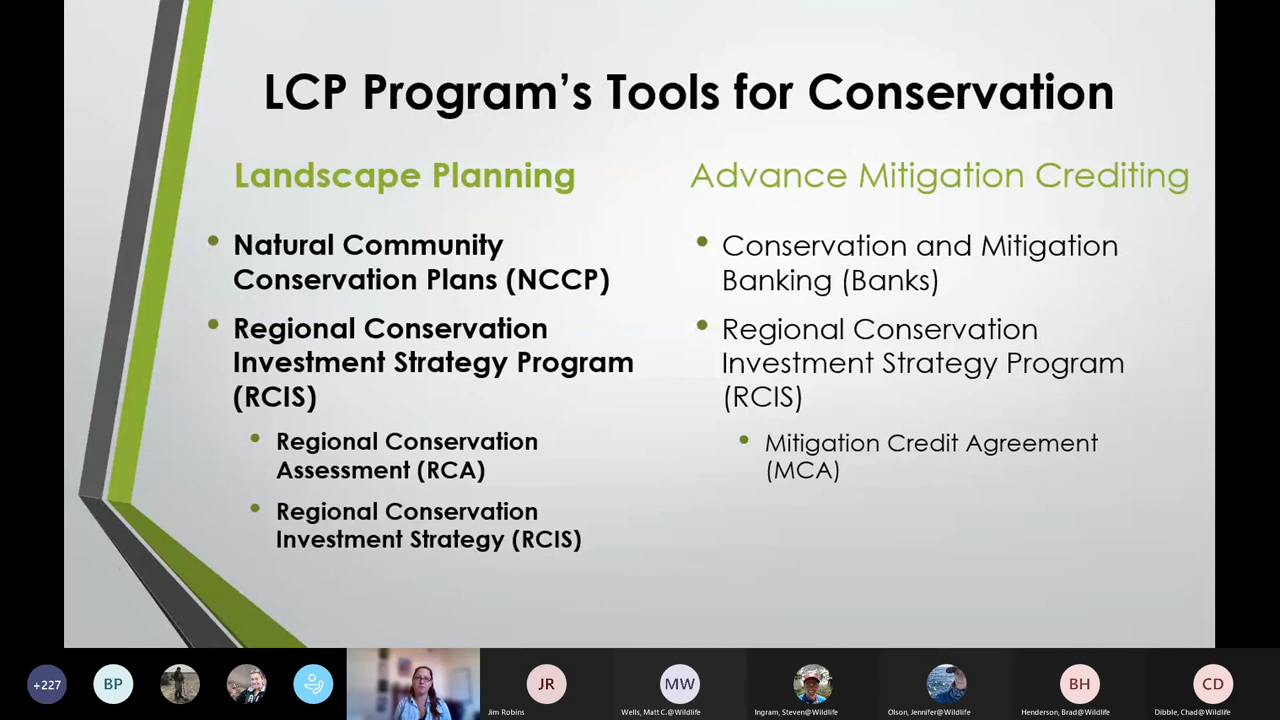 LCP Program's Tools for Conservation
Landscape Planning
Natural Community
Conservation Plans (NCCP)
Regional Conservation
Investment Strategy Program
(RCIS)
Regional Conservation
Assessment (RCA)
Regional Conservation
Investment Strategy (RCIS)
Advance Mitigation Crediting
Conservation and Mitigation
Banking (Banks)
Regional Conservation
Investment Strategy Program
(RCIS)
Mitigation Credit Agreement
(MCA)
+227
BP
JR
Jim Robins
MW
Wells, Matt C.@Wildlife
Ingram, Steven@Wildlife
Olson, Jennifer@Wildlife
BH
Henderson, Brad@Wildlife
CD
Dibble, Chad@Wildlife